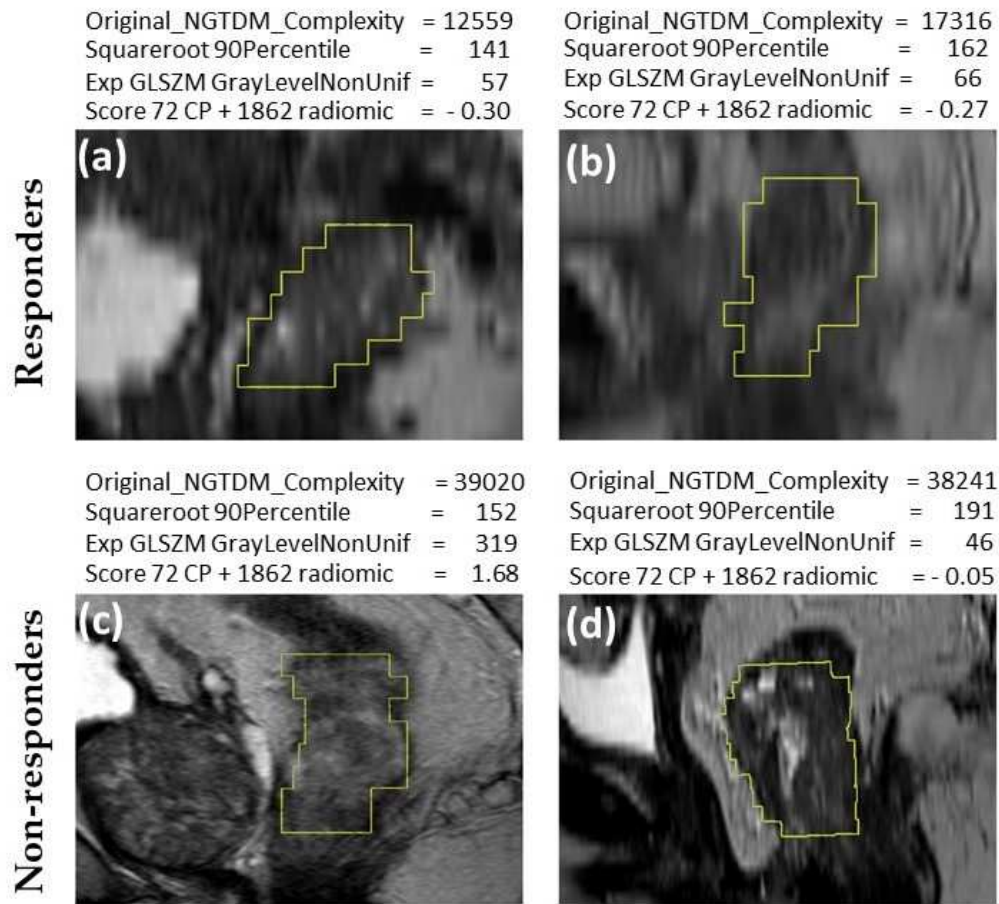 Original_NGTDM_Complexity = 12559
Squareroot 90Percentile = 141
Exp GLSZM GrayLevelNonUnif = 57
Score 72 CP + 1862 radiomic = - 0.30
Original_NGTDM_Complexity = 17316
Squareroot 90Percentile = 162
Exp GLSZM GrayLevelNonUnif = 66
Score 72 CP + 1862 radiomic = - 0.27
Responders
(a)
(b)
Original_NGTDM_Complexity = 39020
Squareroot 90Percentile = 152
Exp GLSZM GrayLevelNonUnif = 319
Score 72 CP + 1862 radiomic = 1.68
Original_NGTDM_Complexity = 38241
Squareroot 90Percentile = 191
Exp GLSZM GrayLevelNonUnif = 46
Score 72 CP + 1862 radiomic = - 0.05
Non-responders
(c)
(d)